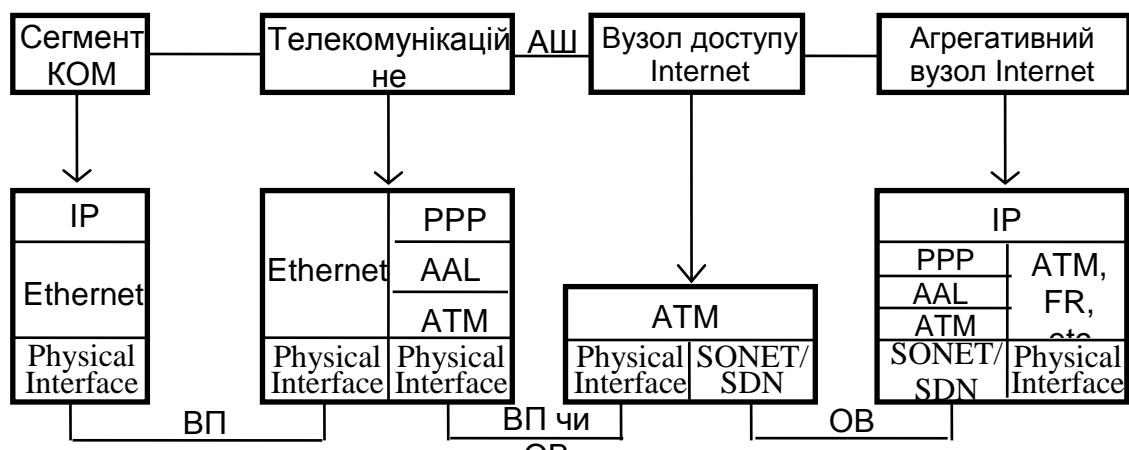 Сегмент
КОМ
Телекомунікацій
не
АШ
Вузол доступу
Internet
Агрегативний
вузол Internet
IP
Ethernet
Physical
Interface
Ethernet
PPP
AAL
ATM
Physical
Interface
Physical
Interface
ATM
Physical
Interface
SONET/
SDN
IP
PPP
AAL
ATM
ATM,
FR,
etc
SONET/
SDN
Physical
Interface
ВП
ВП чи
ОВ
ОВ